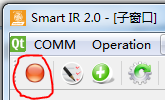 Smart IR 2.0 - [子窗口]
Qt COMM Operation